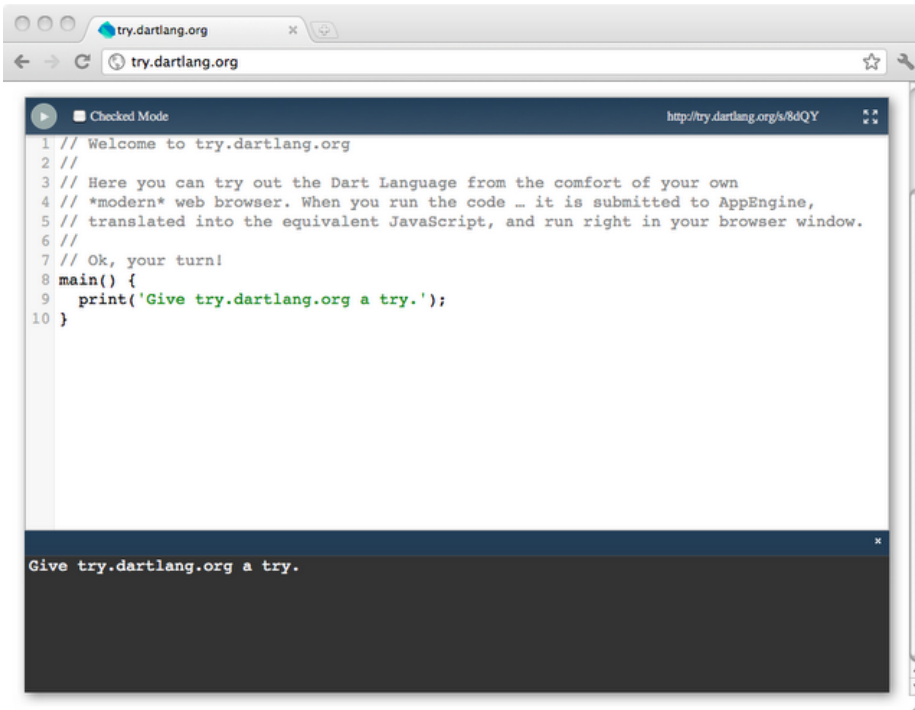 try.dartlang.org
try.dartlang.org
Checked Mode
http://try.dartlang.org/s/8dQY
1 // Welcome to try.dartlang.org
2 //
3 // Here you can try out the Dart Language from the comfort of your own
4 // *modern* web browser. When you run the code … it is submitted to AppEngine,
5 // translated into the equivalent JavaScript, and run right in your browser window.
6 //
7 // Ok, your turn!
8 main() {
9   print('Give try.dartlang.org a try.');
10 }
Give try.dartlang.org a try.